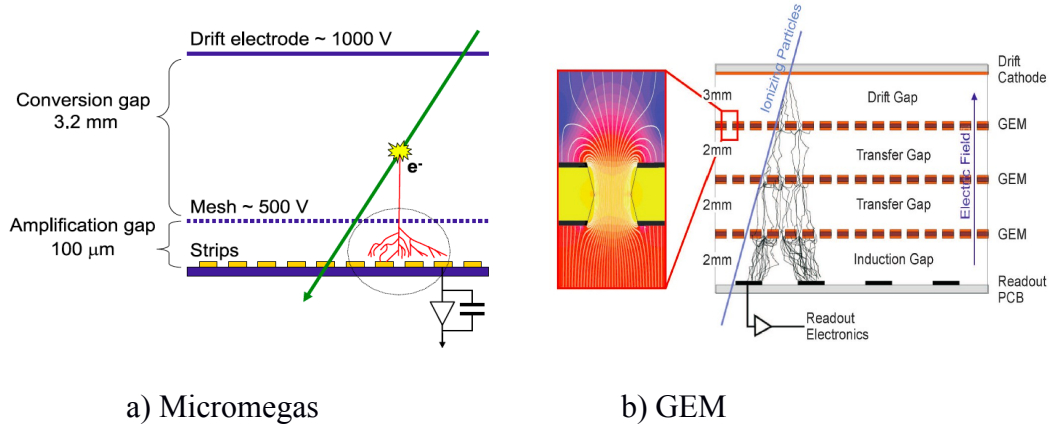 Drift electrode ~ 1000 V
Conversion gap
3.2 mm
e-
Mesh ~ 500 V
Amplification gap
100 μm
Strips
a) Micromegas
Ionizing Particles
Drift
Cathode
3mm
Drift Gap
GEM
2mm
Transfer Gap
GEM
2mm
Transfer Gap
Electric Field
GEM
2mm
Induction Gap
Readout
PCB
Readout
Electronics
b) GEM